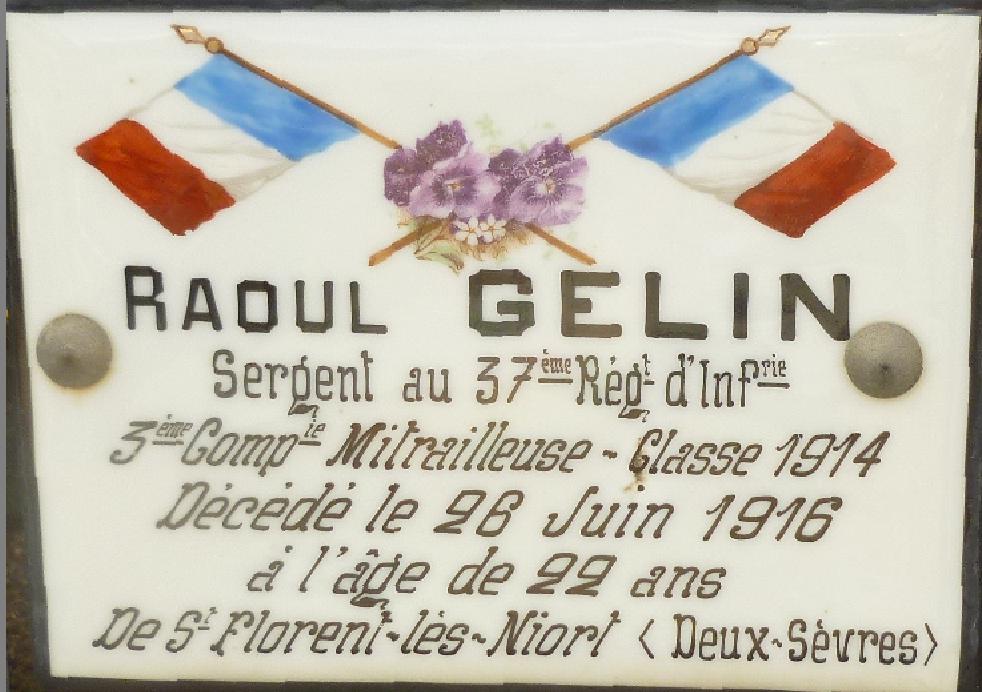 RAOUL GELIN
Sergent au 37ème Régt d'Infrie
3ème Compie Mitrailleuse - Classe 1914
Décédé le 26 Juin 1916
à l'âge de 22 ans
De St Florent-lès-Niort (Deux-Sèvres)